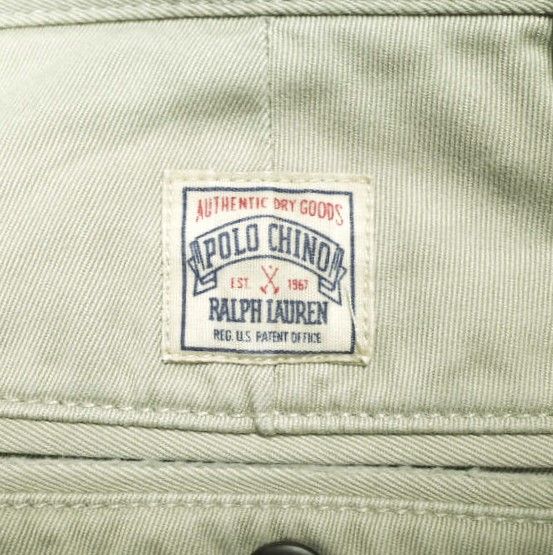 AUTHENTIC DRY GOODS
POLO CHINO
EST. 1967
RALPH LAUREN
REG. U.S. PATENT OFFICE